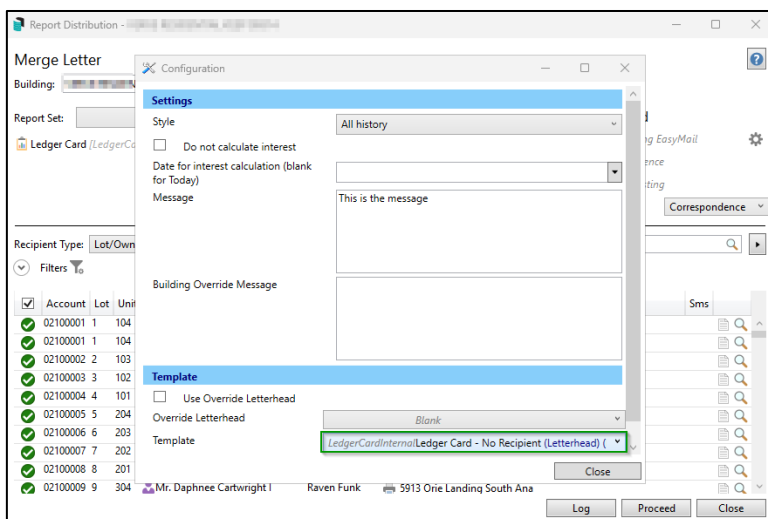 Report Distribution -
Merge Letter
Building:
Report Set:
Ledger Card [LedgerCa
ng EasyMail
ence
ting
Correspondence
Recipient Type: Lot/Own
Filters
Account Lot Unit Sms
02100001 1 104
02100001 1 104
02100002 2 103
02100003 3 102
02100004 4 101
02100005 5 204
02100006 6 203
02100007 7 202
02100008 8 201
02100009 9 304 Mr. Daphnee Cartwright I Raven Funk 5913 Orie Landing South Ana
Log Proceed Close
Configuration
Settings
Style All history
Do not calculate interest
Date for interest calculation (blank
for Today)
Message This is the message
Building Override Message
Template
Use Override Letterhead
Override Letterhead Blank
Template LedgerCardInternalLedger Card - No Recipient (Letterhead) (
Close